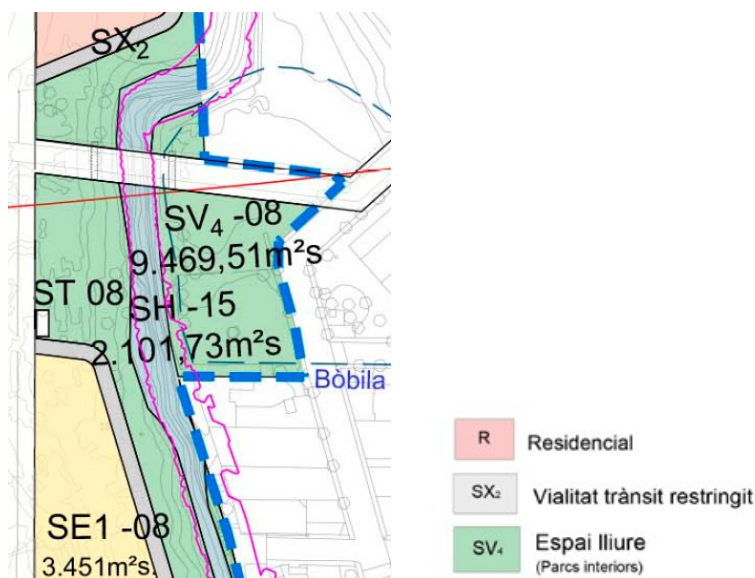 SX₂
SV₄ -08
9.469,51m²s
ST 08
SH -15
2.101,73m²s
Bòbila
SE1 -08
3.451m²s.
R Residencial
SX₂ Vialitat trànsit restringit
SV₄ Espai lliure
(Parcs interiors)